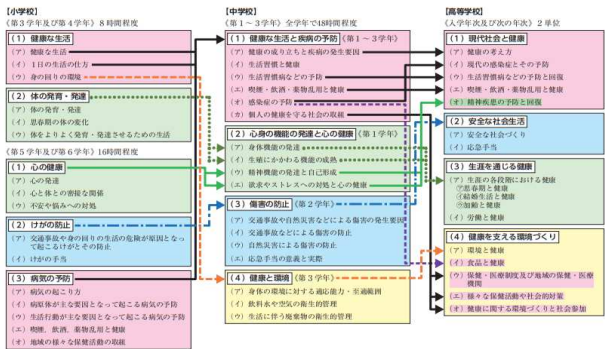 【小学校】
《第3学年及び第4学年》8時間程度
(1) 健康な生活
(ア) 健康な生活
(イ) 1日の生活の仕方
(ウ) 身の回りの環境
(2) 体の発育・発達
(ア) 体の発育・発達
(イ) 思春期の体の変化
(ウ) 体をよりよく発育・発達させるための生活
《第5学年及び第6学年》16時間程度
(1) 心の健康
(ア) 心の発達
(イ) 心と体との密接な関係
(ウ) 不安や悩みへの対処
(2) けがの防止
(ア) 交通事故や身の回りの生活の危険が原因となっ
て起こるけがとその防止
(イ) けがの手当
(3) 病気の予防
(ア) 病気の起こり方
(イ) 病原体が主な要因となって起こる病気の予防
(ウ) 生活行動が主な要因となって起こる病気の予防
(エ) 喫煙、飲酒、薬物乱用と健康
(オ) 地域の様々な保健活動の取組
【中学校】
《第1～3学年》全学年で48時間程度
(1) 健康な生活と疾病の予防《第1～3学年》
(ア) 健康の成り立ちと疾病の発生要因
(イ) 生活習慣と健康
(ウ) 生活習慣病などの予防
(エ) 喫煙・飲酒・薬物乱用と健康
(オ) 感染症の予防
(カ) 個人の健康を守る社会の取組
(2) 心身の機能の発達と心の健康《第1学年》
(ア) 身体機能の発達
(イ) 生殖にかかわる機能の成熟
(ウ) 精神機能の発達と自己形成
(エ) 欲求やストレスへの対処と心の健康
(3) 傷害の防止《第2学年》
(ア) 交通事故や自然災害などによる傷害の発生要因
(イ) 交通事故などによる傷害の防止
(ウ) 自然災害による傷害の防止
(エ) 応急手当の意義と実際
(4) 健康と環境《第3学年》
(ア) 身体の環境に対する適応能力・至適範囲
(イ) 飲料水や空気の衛生的管理
(ウ) 生活に伴う廃棄物の衛生的管理
【高等学校】
《入学年次及び次の年次》2単位
(1) 現代社会と健康
(ア) 健康の考え方
(イ) 現代の感染症とその予防
(ウ) 生活習慣病などの予防と回復
(エ) 喫煙・飲酒・薬物乱用と健康
(オ) 精神疾患の予防と回復
(2) 安全な社会生活
(ア) 安全な社会づくり
(イ) 応急手当
(3) 生涯を通じる健康
(ア) 生涯の各段階における健康
㋐思春期と健康
㋑結婚生活と健康
㋒加齢と健康
(イ) 労働と健康
(4) 健康を支える環境づくり
(ア) 環境と健康
(イ) 食品と健康
(ウ) 保健・医療制度及び地域の保健・医療
機関
(エ) 様々な保健活動や社会的対策
(オ) 健康に関する環境づくりと社会参加